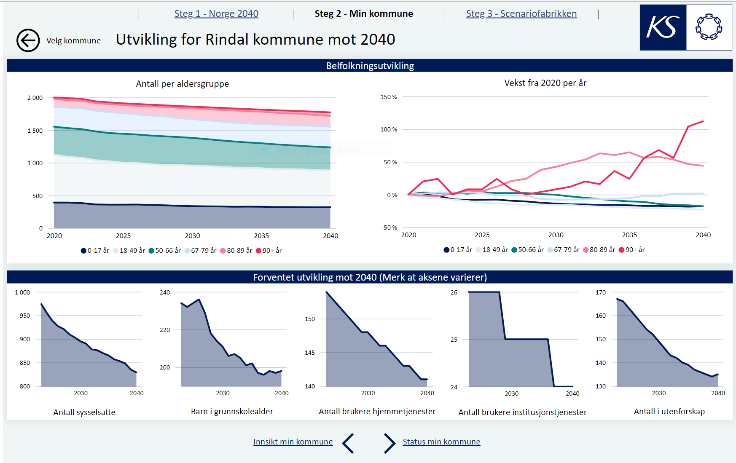 Steg 1 - Norge 2040 | Steg 2 - Min kommune | Steg 3 - Scenariofabrikken |
KS
Velg kommune
Utvikling for Rindal kommune mot 2040
Belfolkningsutvikling
Antall per aldersgruppe
2 000
1 500
1 000
500
0
2020 2025 2030 2035 2040
0-17 år 18-49 år 50-66 år 67-79 år 80-89 år 90+ år
Vekst fra 2020 per år
150 %
100 %
50 %
0 %
-50 %
2020 2025 2030 2035 2040
0-17 år 18-49 år 50-66 år 67-79 år 80-89 år 90+ år
Forventet utvikling mot 2040 (Merk at aksene varierer)
1 000
950
900
850
800
2030 2040
Antall sysselsatte
240
220
200
2030 2040
Barn i grunnskolealder
150
145
140
2030 2040
Antall brukere hjemmetjenester
26
25
24
2030 2040
Antall brukere institusjonstjenester
170
160
150
140
130
2030 2040
Antall i utenforskap
Innsikt min kommune
Status min kommune